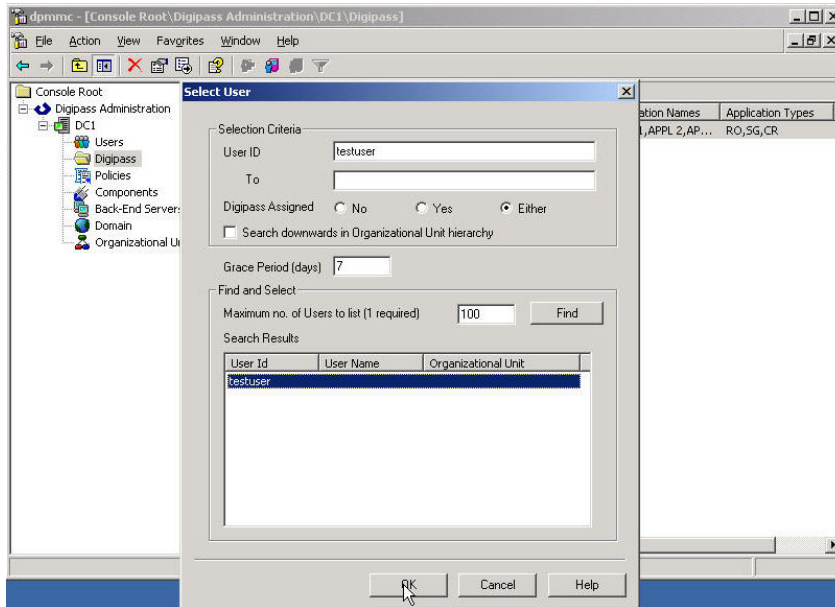 dpmmc - [Console Root\Digipass Administration\DC1\Digipass]
File Action View Favorites Window Help
Console Root
Digipass Administration
DC1
Users
Digipass
Policies
Components
Back-End Server
Domain
Organizational U
Select User
Selection Criteria
User ID testuser
To
Digipass Assigned No Yes Either
Search downwards in Organizational Unit hierarchy
Grace Period (days) 7
Find and Select
Maximum no. of Users to list (1 required) 100 Find
Search Results
User Id User Name Organizational Unit
testuser
OK Cancel Help
ation Names Application Types
1,APPL 2,AP... RO,SG,CR